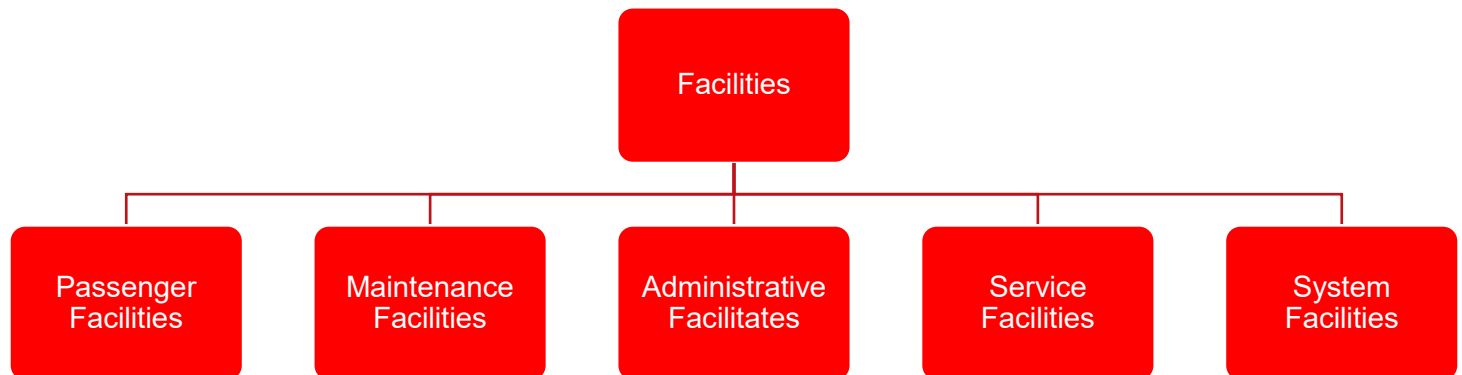 Facilities
Passenger
Facilities
Maintenance
Facilities
Administrative
Facilitates
Service
Facilities
System
Facilities